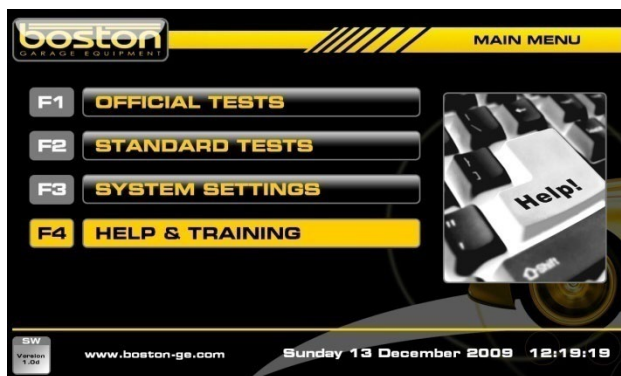 boston
GARAGE EQUIPMENT
MAIN MENU
F1 OFFICIAL TESTS
F2 STANDARD TESTS
F3 SYSTEM SETTINGS
F4 HELP & TRAINING
Help!
Shift
SW
Version
1.0d
www.boston-ge.com
Sunday 13 December 2009 12:19:19